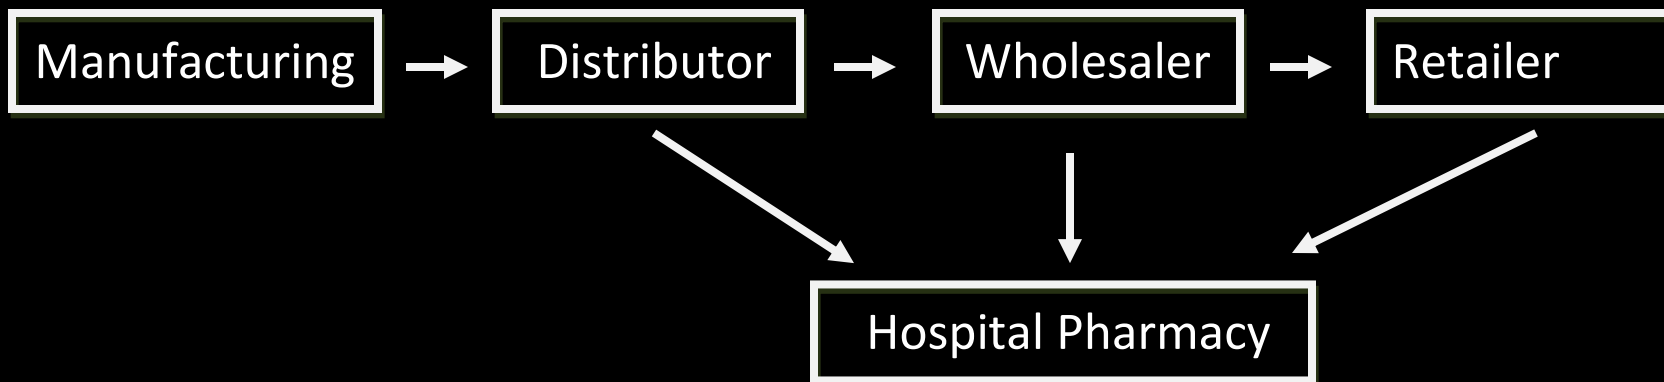 Manufacturing
Distributor
Wholesaler
Retailer
Hospital Pharmacy